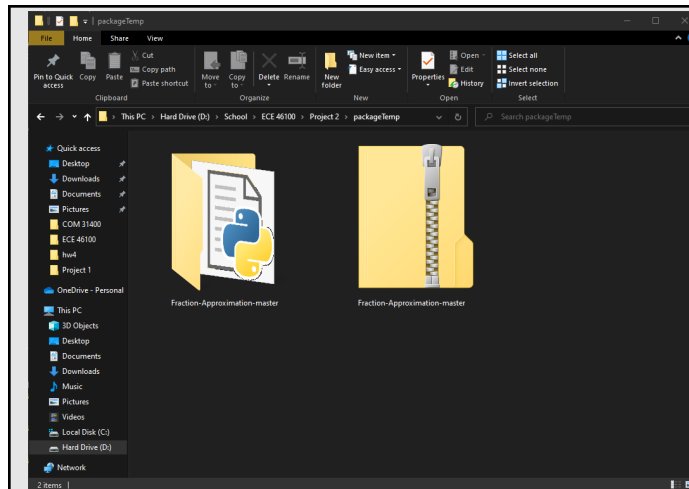 packageTemp
File Home Share View
Pin to Quick access
Copy
Paste
Cut
Copy path
Paste shortcut
Clipboard
Move to
Copy to
Delete
Rename
Organize
New folder
New item
Easy access
New
Properties
Open
Edit
History
Open
Select all
Select none
Invert selection
Select
This PC > Hard Drive (D:) > School > ECE 46100 > Project 2 > packageTemp
Search packageTemp
Quick access
Desktop
Downloads
Documents
Pictures
COM 31400
ECE 46100
hw4
Project 1
OneDrive - Personal
This PC
3D Objects
Desktop
Documents
Downloads
Music
Pictures
Videos
Local Disk (C:)
Hard Drive (D:)
Network
Fraction-Approximation-master
Fraction-Approximation-master
2 items